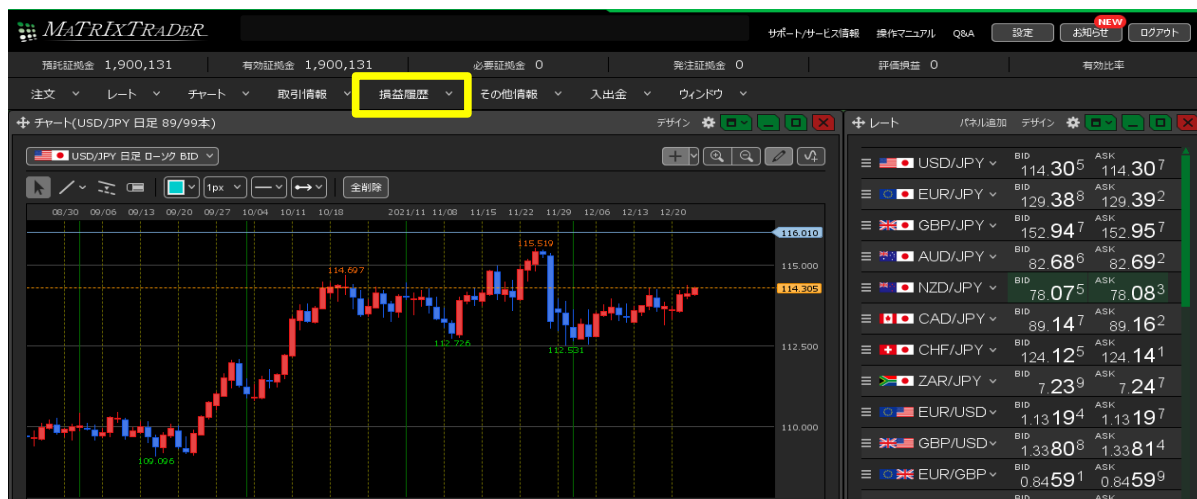 MATRIXTRADER
サポート/サービス情報 操作マニュアル Q&A 設定 お知らせ NEW ログアウト
預託証拠金 1,900,131 有効証拠金 1,900,131 必要証拠金 0 発注証拠金 0 評価損益 0 有効比率
注文 レート チャート 取引情報 損益履歴 その他情報 入出金 ウィンドウ
チャート(USD/JPY 日足 89/99本) デザイン
USD/JPY 日足 ローソク BID
1px 全削除
08/30 09/06 09/13 09/20 09/27 10/04 10/11 10/18 2021/11 11/08 11/15 11/22 11/29 12/06 12/13 12/20
116.010
115.519
115.000
114.697
114.305
112.726
112.531
112.500
110.000
109.096
レート パネル追加 デザイン
USD/JPY BID 114.305 ASK 114.307
EUR/JPY BID 129.388 ASK 129.392
GBP/JPY BID 152.947 ASK 152.957
AUD/JPY BID 82.686 ASK 82.692
NZD/JPY BID 78.075 ASK 78.083
CAD/JPY BID 89.147 ASK 89.162
CHF/JPY BID 124.125 ASK 124.141
ZAR/JPY BID 7.239 ASK 7.247
EUR/USD BID 1.13194 ASK 1.13197
GBP/USD BID 1.33808 ASK 1.33814
EUR/GBP BID 0.84591 ASK 0.84599
BID ASK